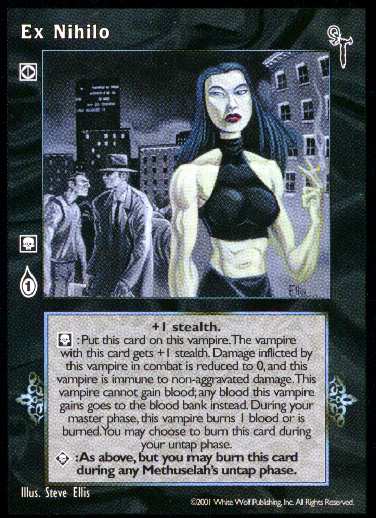 Ex Nihilo
1
Ellis
+1 stealth.
:Put this card on this vampire.The vampire
with this card gets +1 stealth. Damage inflicted
by this vampire in combat is reduced to 0, and this
vampire is immune to non-aggravated damage.This
vampire cannot gain blood; any blood this vampire
gains goes to the blood bank instead. During your
master phase, this vampire burns 1 blood or is
burned.You may choose to burn this card during
your untap phase.
:As above, but you may burn this card
during any Methuselah's untap phase.
Illus. Steve Ellis
©2001 White Wolf Publishing, Inc. All Rights Reserved.